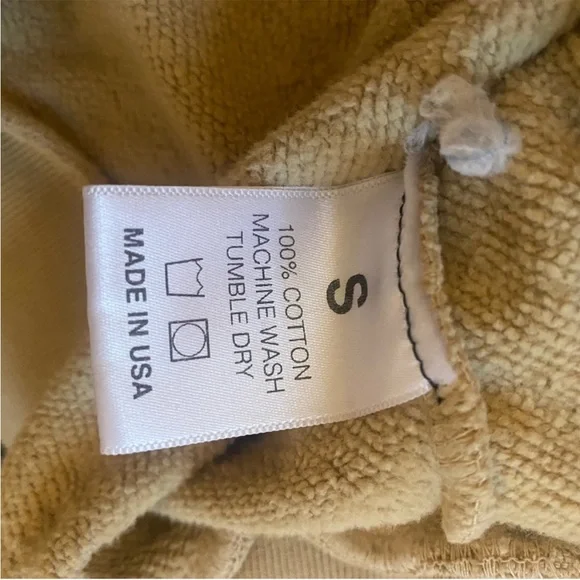 S
100% COTTON
MACHINE WASH
TUMBLE DRY
MADE IN USA